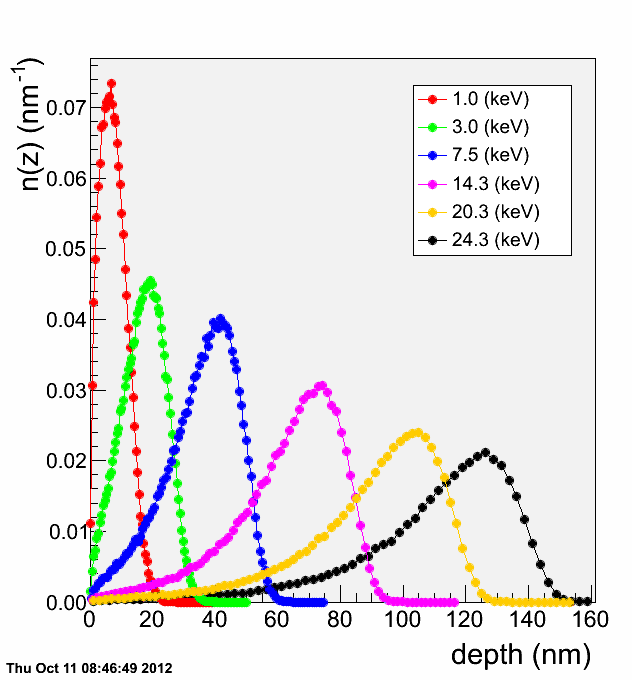 n(z) (nm-1)
0.07
0.06
0.05
0.04
0.03
0.02
0.01
0.00
1.0 (keV)
3.0 (keV)
7.5 (keV)
14.3 (keV)
20.3 (keV)
24.3 (keV)
0 20 40 60 80 100 120 140 160
depth (nm)
Thu Oct 11 08:46:49 2012